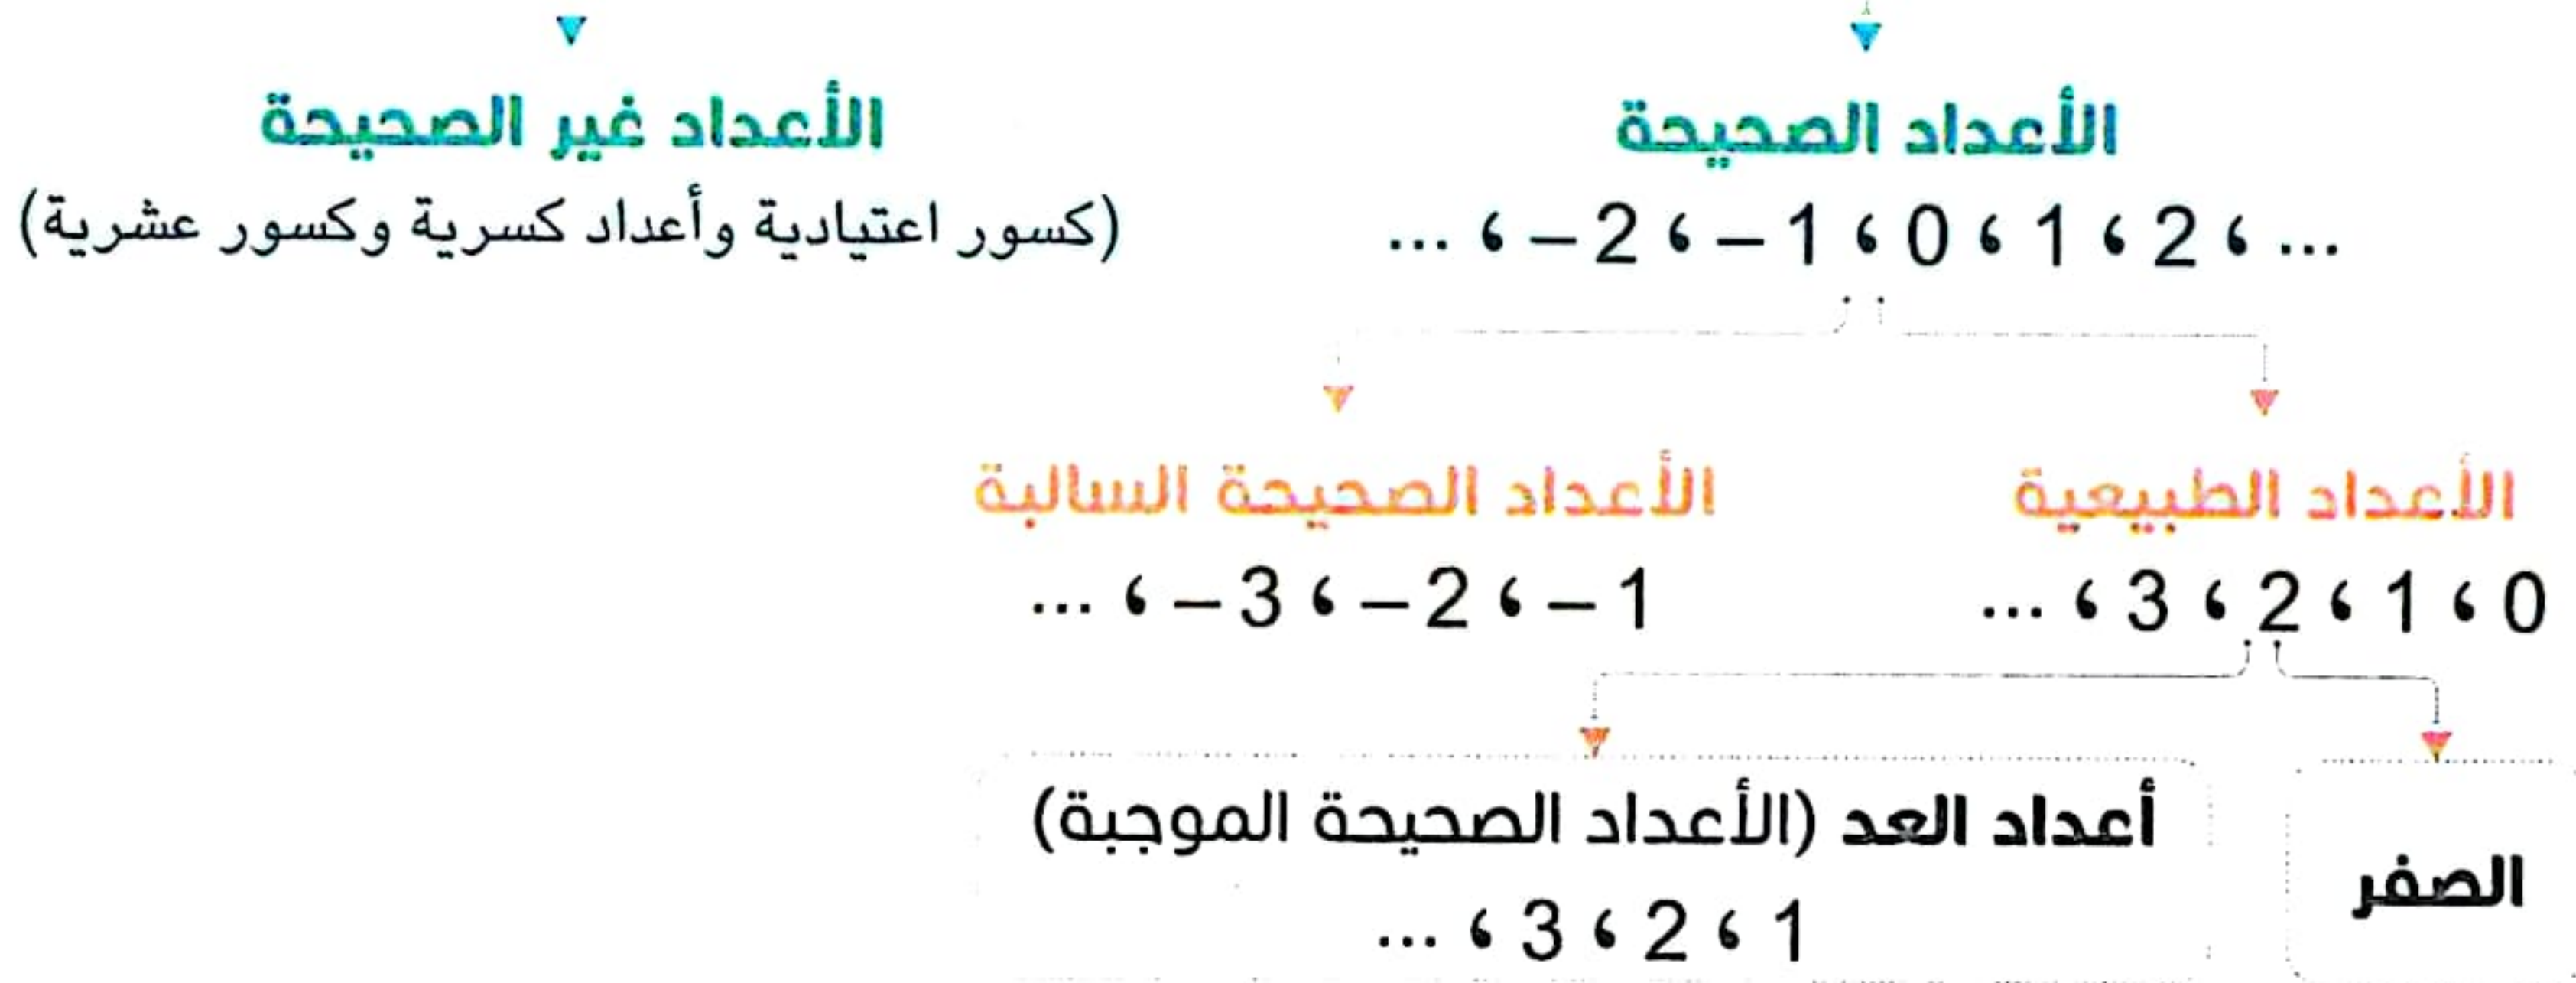 الأعداد الصحيحة
... ، 2 ، 1 ، 0 ، 1 – ، 2 – ، ...
الأعداد غير الصحيحة
(كسور اعتيادية وأعداد كسرية وكسور عشرية)
الأعداد الطبيعية
0 ، 1 ، 2 ، 3 ، ...
الأعداد الصحيحة السالبة
1 – ، 2 – ، 3 – ، ...
الصفر
أعداد العد (الأعداد الصحيحة الموجبة)
1 ، 2 ، 3 ، ...